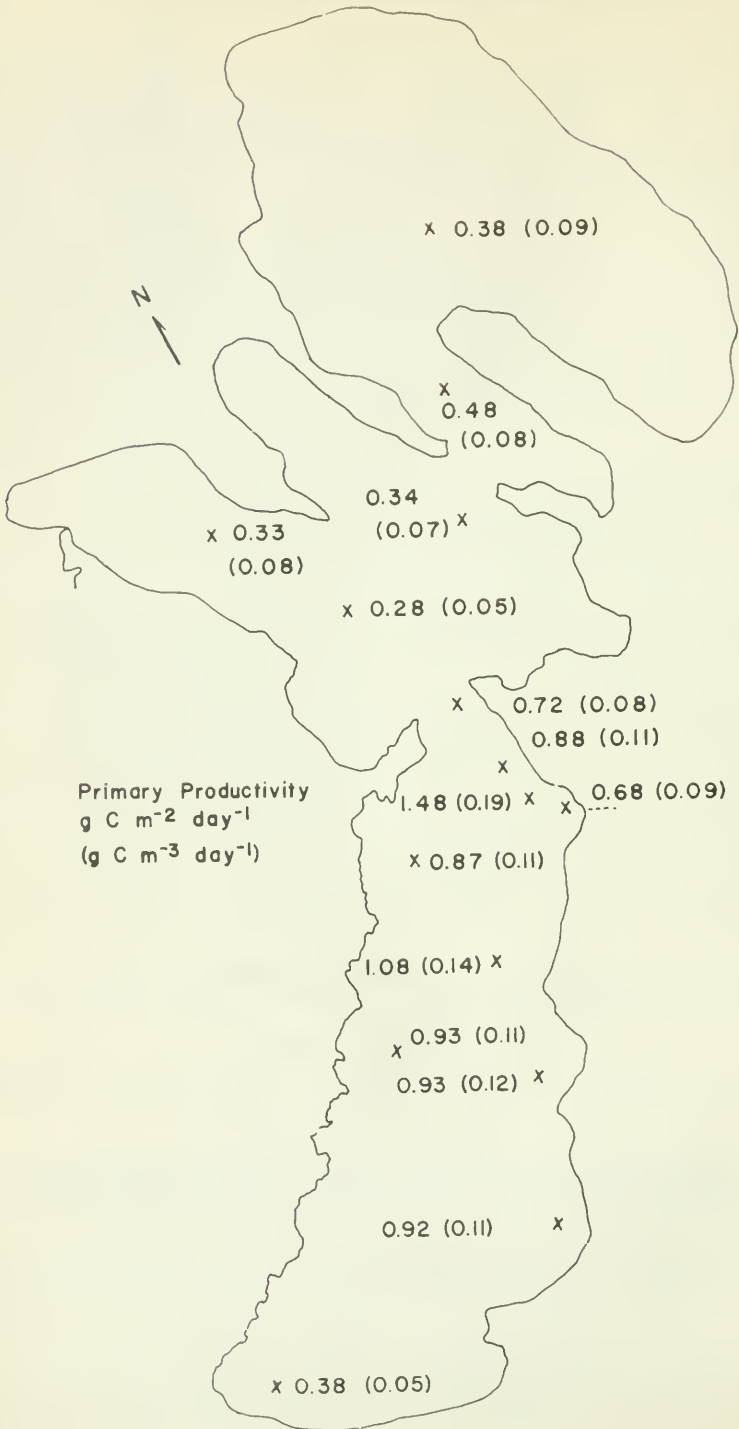 x 0.38 (0.09)
N
x
0.48
(0.08)
0.34
(0.07) x
x 0.33
(0.08)
x 0.28 (0.05)
x 0.72 (0.08)
0.88 (0.11)
x
Primary Productivity
g C m⁻² day⁻¹
(g C m⁻³ day⁻¹)
1.48 (0.19) x
x 0.68 (0.09)
x 0.87 (0.11)
1.08 (0.14) x
x 0.93 (0.11)
0.93 (0.12) x
0.92 (0.11) x
x 0.38 (0.05)